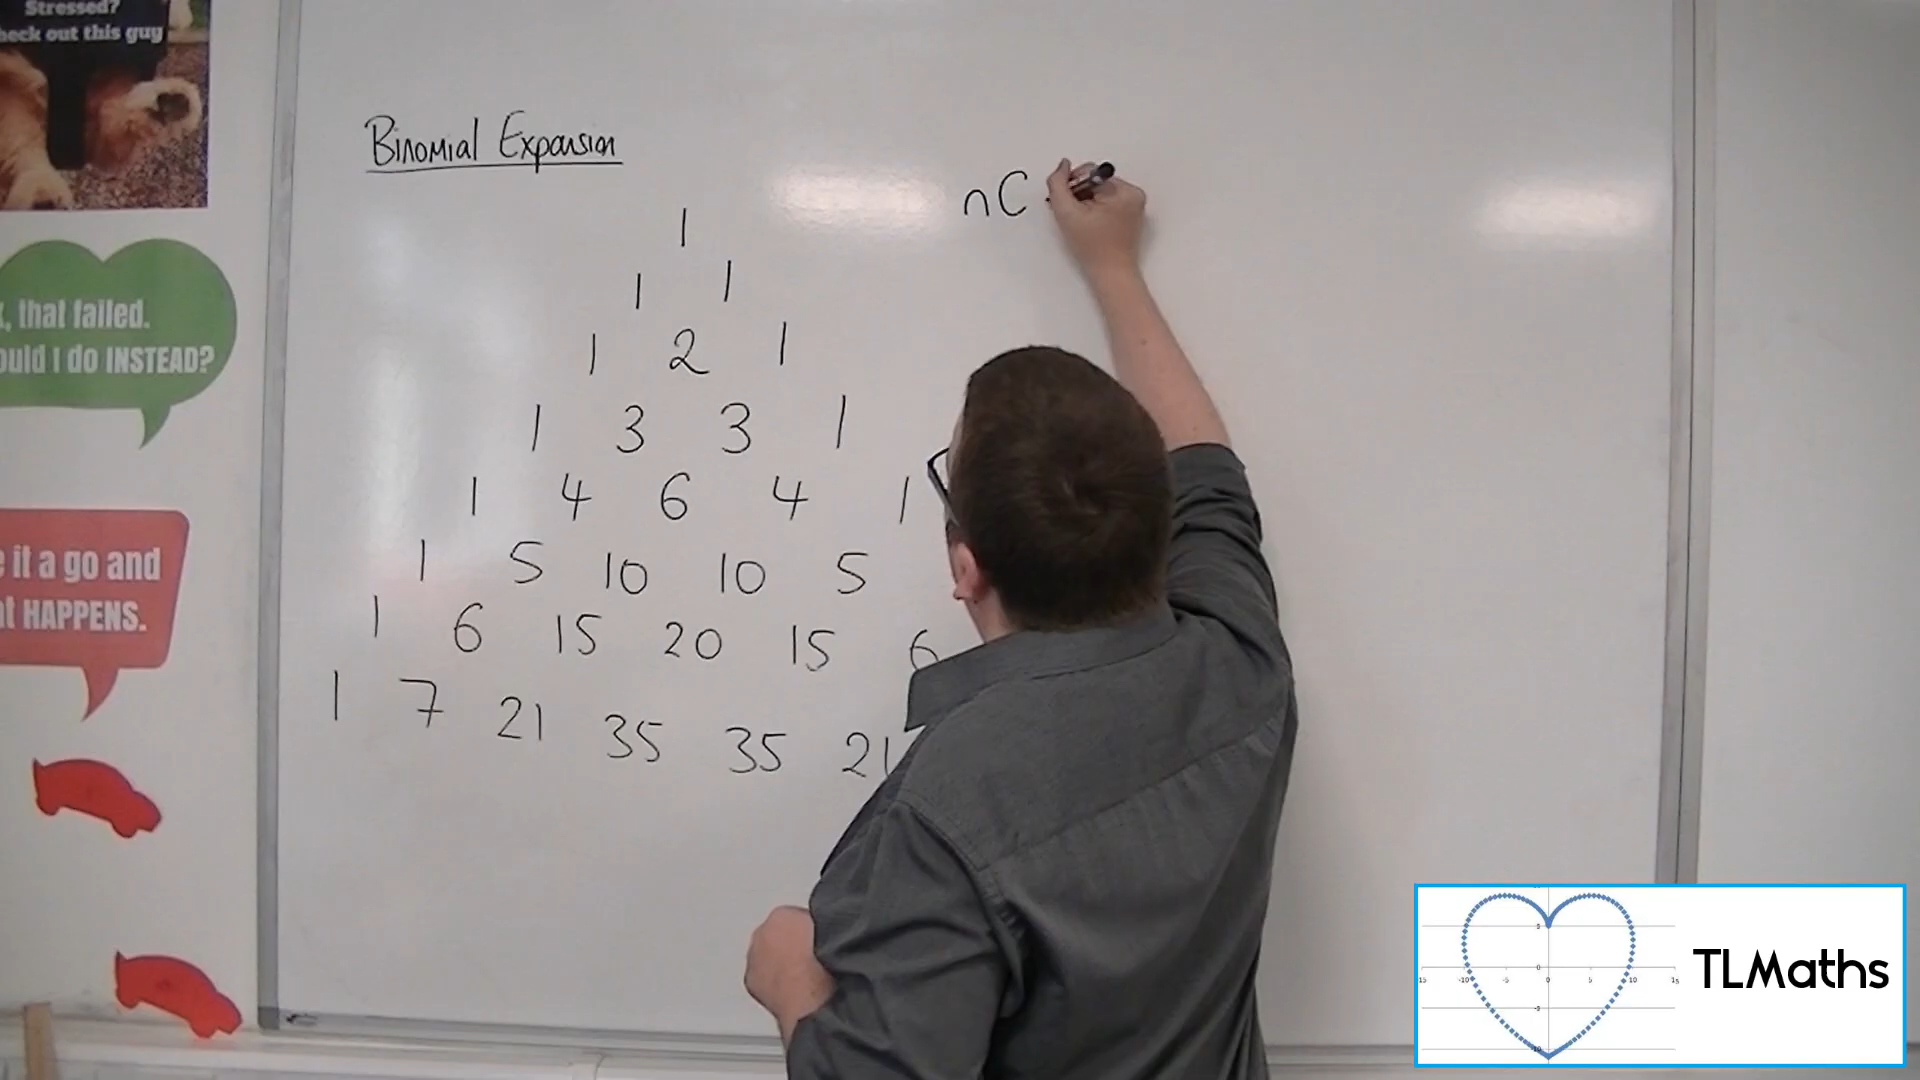 Stressed?
heck out this guy
Binomial Expansion
nC
1
1 1
1 2 1
, that failed.
ould I do INSTEAD?
1 3 3 1
1 4 6 4 1
1 5 10 10 5
e it a go and
at HAPPENS.
1 6 15 20 15 6
1 7 21 35 35 21
TLMaths